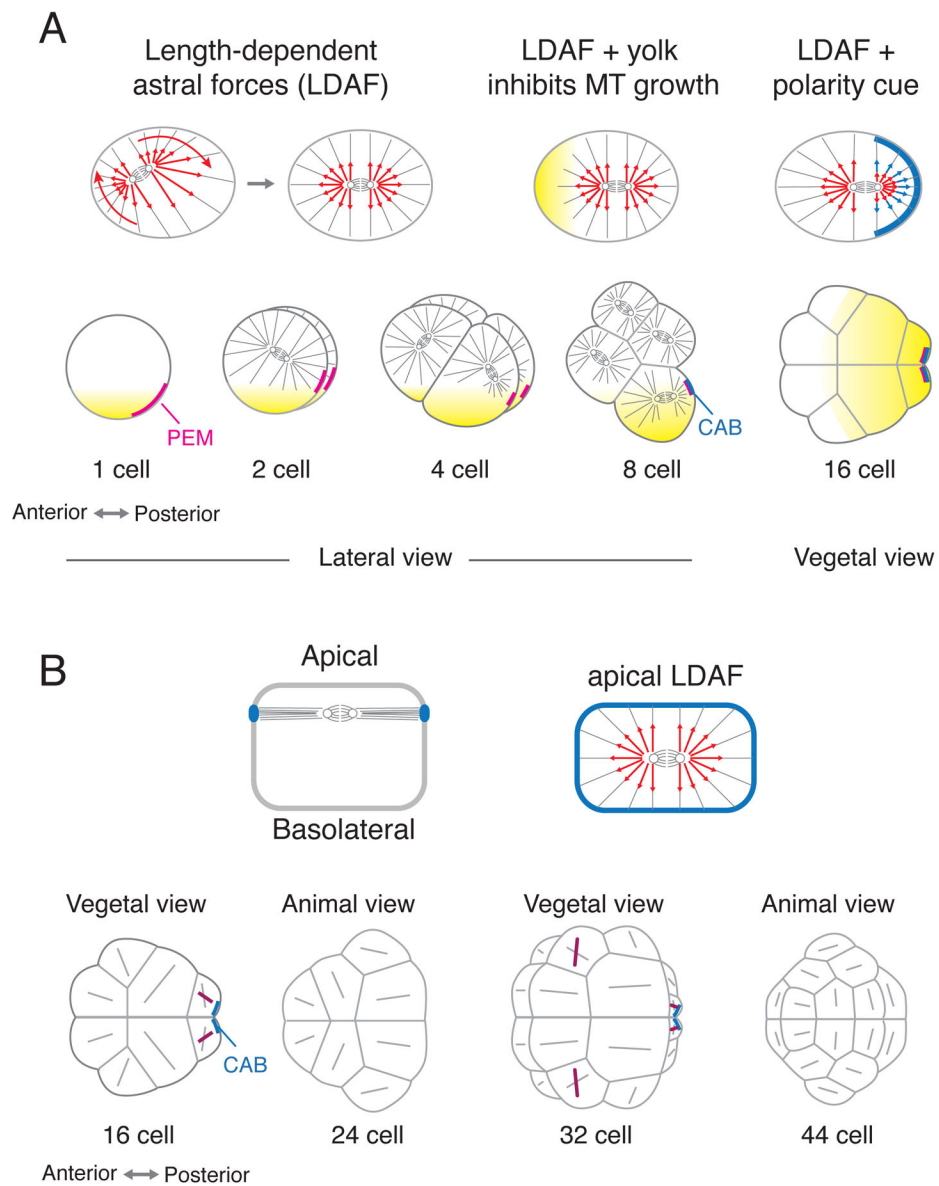 A
Length-dependent
astral forces (LDAF)
LDAF + yolk
inhibits MT growth
LDAF +
polarity cue
PEM
CAB
1 cell
2 cell
4 cell
8 cell
16 cell
Anterior
Posterior
Lateral view
Vegetal view
B
Apical
Basolateral
apical LDAF
Vegetal view
Animal view
Vegetal view
Animal view
CAB
16 cell
24 cell
32 cell
44 cell
Anterior
Posterior